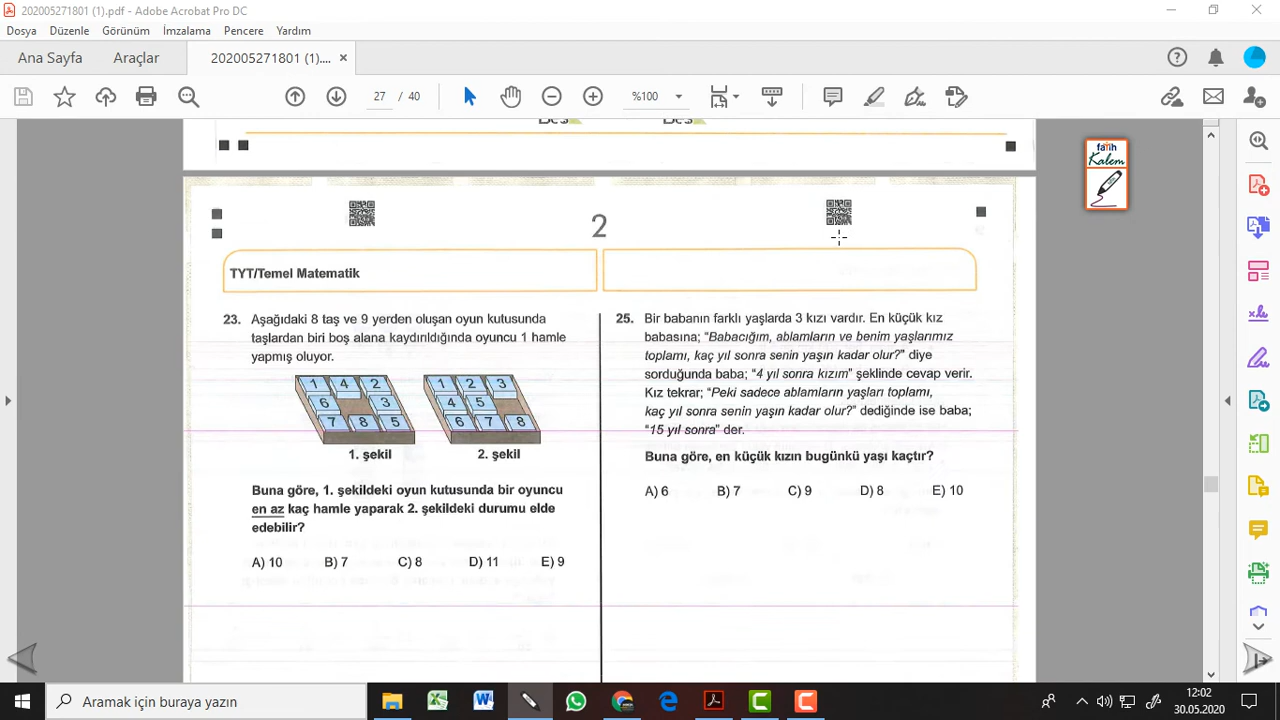 202005271801 (1).pdf - Adobe Acrobat Pro DC
Dosya Düzenle Görünüm İmzalama Pencere Yardım
Ana Sayfa Araçlar 202005271801 (1).... ×
27 / 40 %100
fatih
Kalem
2
TYT/Temel Matematik
23. Aşağıdaki 8 taş ve 9 yerden oluşan oyun kutusunda
taşlardan biri boş alana kaydırıldığında oyuncu 1 hamle
yapmış oluyor.
1 4 2
6 3
7 8 5
1. şekil
1 2 3
4 5
6 7 8
2. şekil
Buna göre, 1. şekildeki oyun kutusunda bir oyuncu
en az kaç hamle yaparak 2. şekildeki durumu elde
edebilir?
A) 10 B) 7 C) 8 D) 11 E) 9
25. Bir babanın farklı yaşlarda 3 kızı vardır. En küçük kız
babasına; “Babacığım, ablamların ve benim yaşlarımız
toplamı, kaç yıl sonra senin yaşın kadar olur?” diye
sorduğunda baba; “4 yıl sonra kızım” şeklinde cevap verir.
Kız tekrar; “Peki sadece ablamların yaşları toplamı,
kaç yıl sonra senin yaşın kadar olur?” dediğinde ise baba;
“15 yıl sonra” der.
Buna göre, en küçük kızın bugünkü yaşı kaçtır?
A) 6 B) 7 C) 9 D) 8 E) 10
Aramak için buraya yazın
12:02
30.05.2020